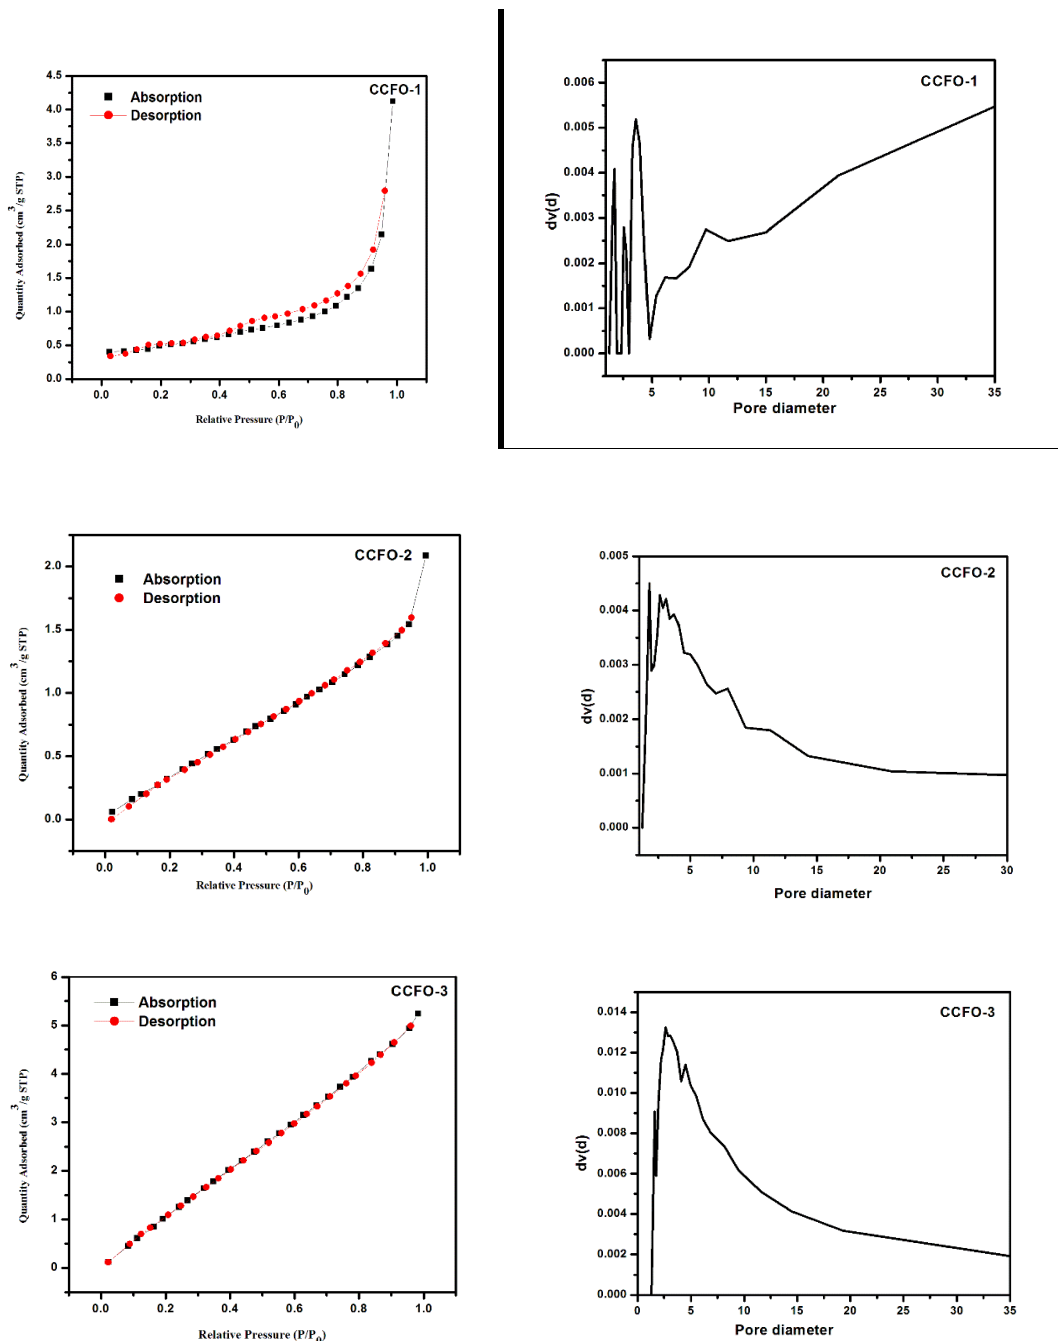 CCFO-1
Absorption
Desorption
4.5
4.0
3.5
3.0
2.5
2.0
1.5
1.0
0.5
0.0
Quantity Adsorbed (cm³/g STP)
0.0 0.2 0.4 0.6 0.8 1.0
Relative Pressure (P/P₀)
CCFO-1
0.006
0.005
0.004
0.003
0.002
0.001
0.000
dv(d)
5 10 15 20 25 30 35
Pore diameter
CCFO-2
Absorption
Desorption
2.0
1.5
1.0
0.5
0.0
Quantity Adsorbed (cm³/g STP)
0.0 0.2 0.4 0.6 0.8 1.0
Relative Pressure (P/P₀)
CCFO-2
0.005
0.004
0.003
0.002
0.001
0.000
dv(d)
5 10 15 20 25 30
Pore diameter
CCFO-3
Absorption
Desorption
6
5
4
3
2
1
0
Quantity Adsorbed (cm³/g STP)
0.0 0.2 0.4 0.6 0.8 1.0
Relative Pressure (P/P₀)
CCFO-3
0.014
0.012
0.010
0.008
0.006
0.004
0.002
0.000
dv(d)
0 5 10 15 20 25 30 35
Pore diameter